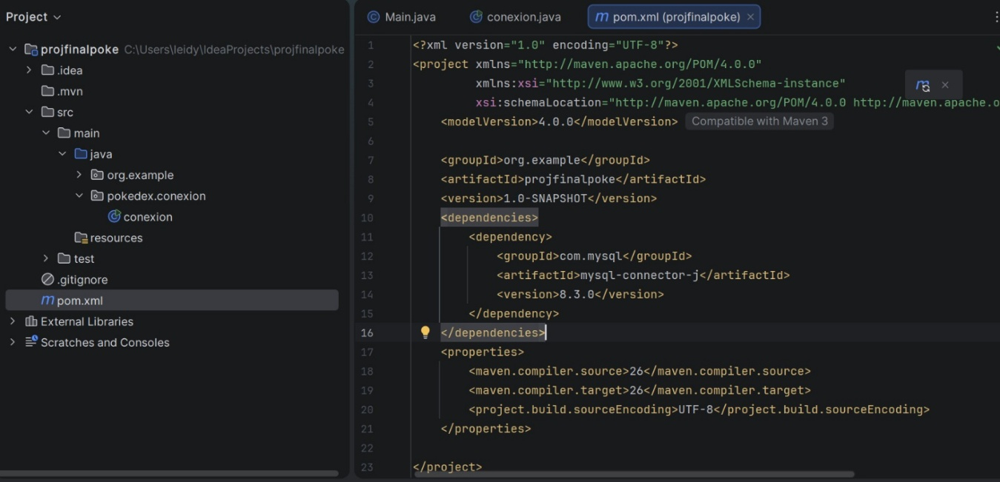 Project
projfinalpoke C:\Users\leidy\IdeaProjects\projfinalpoke
.idea
.mvn
src
main
java
org.example
pokedex.conexion
conexion
resources
test
.gitignore
pom.xml
External Libraries
Scratches and Consoles
Main.java conexion.java pom.xml (projfinalpoke)
1 <?xml version="1.0" encoding="UTF-8"?>
2 <project xmlns="http://maven.apache.org/POM/4.0.0"
3 xmlns:xsi="http://www.w3.org/2001/XMLSchema-instance"
4 xsi:schemaLocation="http://maven.apache.org/POM/4.0.0 http://maven.apache.o
5 <modelVersion>4.0.0</modelVersion> Compatible with Maven 3
6
7 <groupId>org.example</groupId>
8 <artifactId>projfinalpoke</artifactId>
9 <version>1.0-SNAPSHOT</version>
10 <dependencies>
11 <dependency>
12 <groupId>com.mysql</groupId>
13 <artifactId>mysql-connector-j</artifactId>
14 <version>8.3.0</version>
15 </dependency>
16 </dependencies>
17 <properties>
18 <maven.compiler.source>26</maven.compiler.source>
19 <maven.compiler.target>26</maven.compiler.target>
20 <project.build.sourceEncoding>UTF-8</project.build.sourceEncoding>
21 </properties>
22
23 </project>